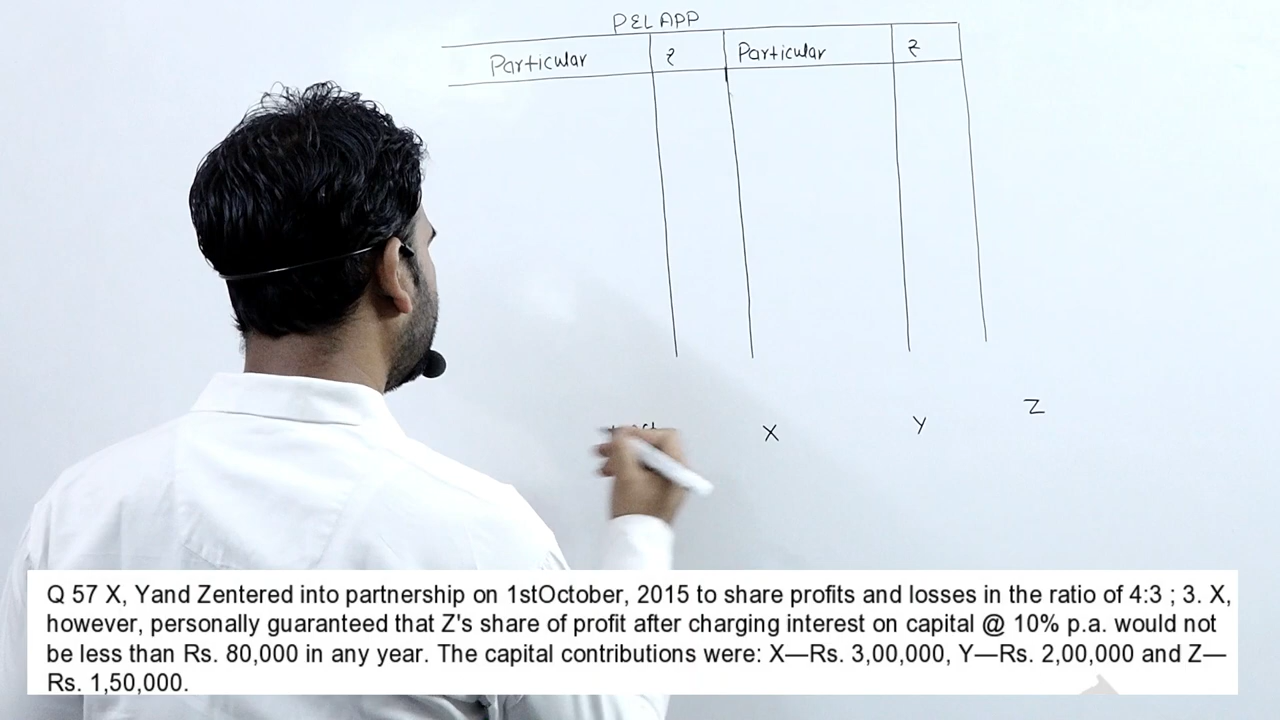 P&L APP
Particular ₹ Particular ₹
X Y Z
Q 57 X, Yand Zentered into partnership on 1stOctober, 2015 to share profits and losses in the ratio of 4:3 ; 3. X,
however, personally guaranteed that Z's share of profit after charging interest on capital @ 10% p.a. would not
be less than Rs. 80,000 in any year. The capital contributions were: X—Rs. 3,00,000, Y—Rs. 2,00,000 and Z—
Rs. 1,50,000.